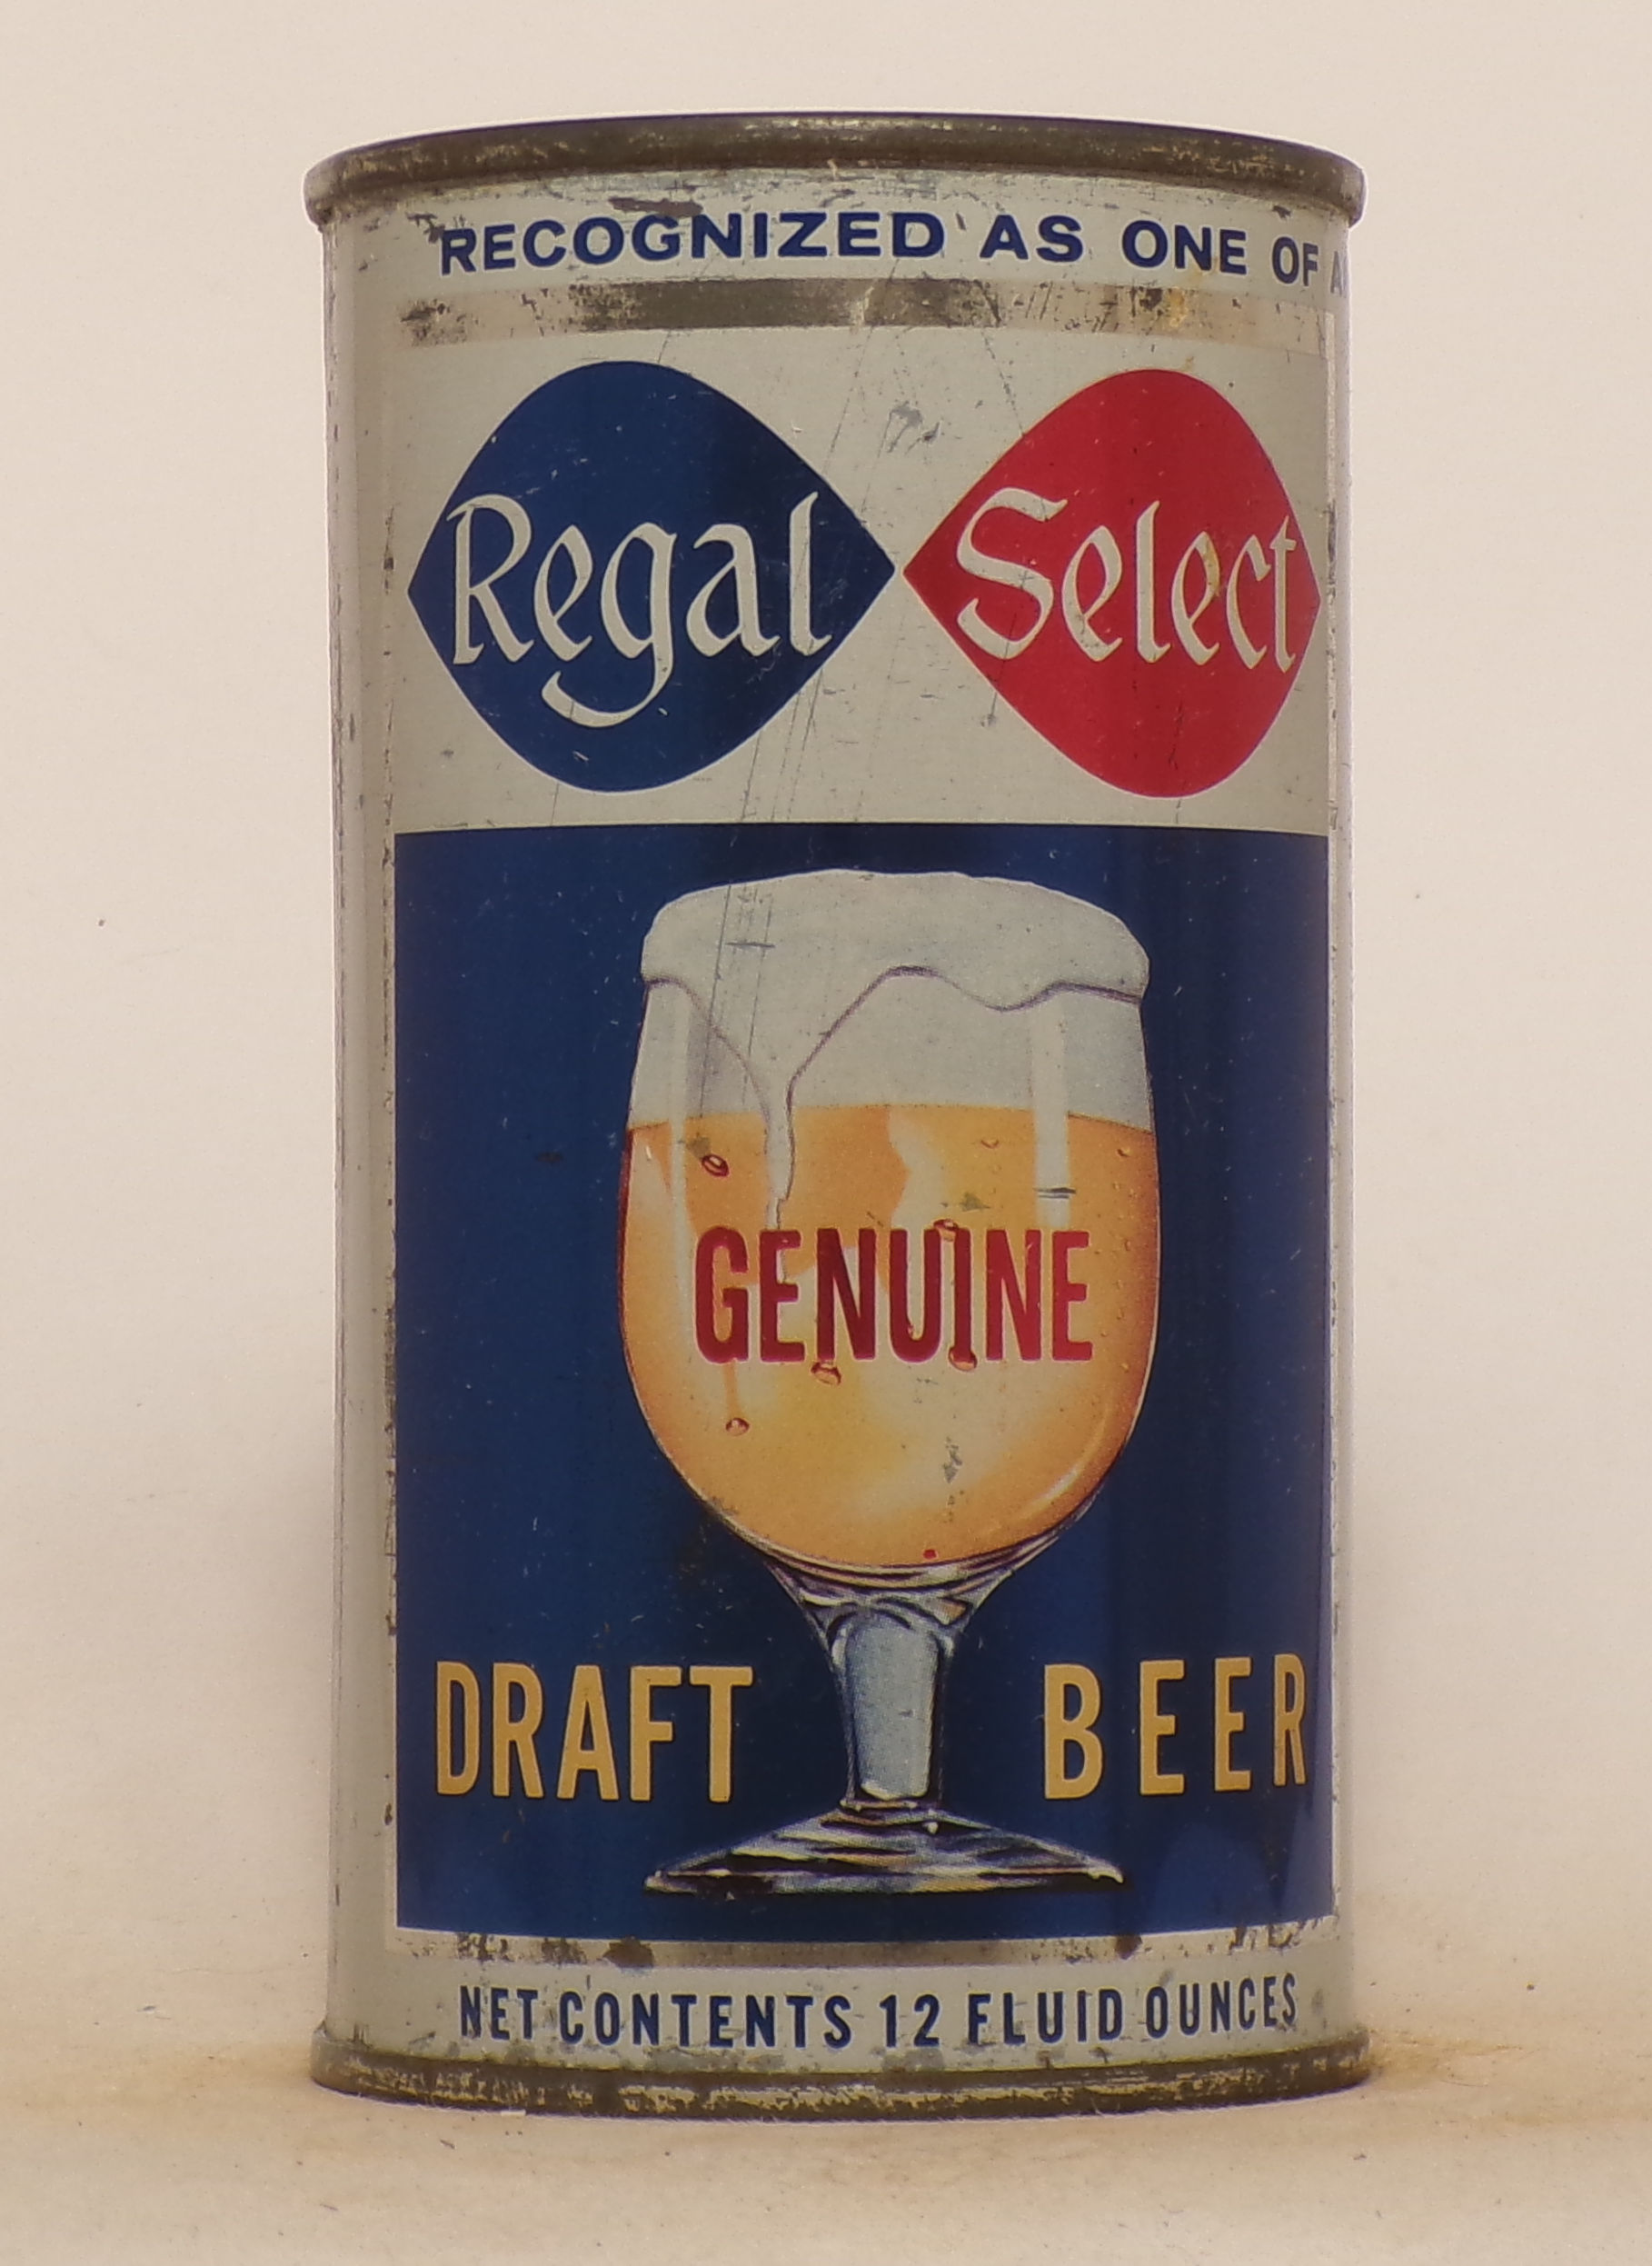 RECOGNIZED AS ONE OF
Regal Select
GENUINE
DRAFT BEER
NET CONTENTS 12 FLUID OUNCES